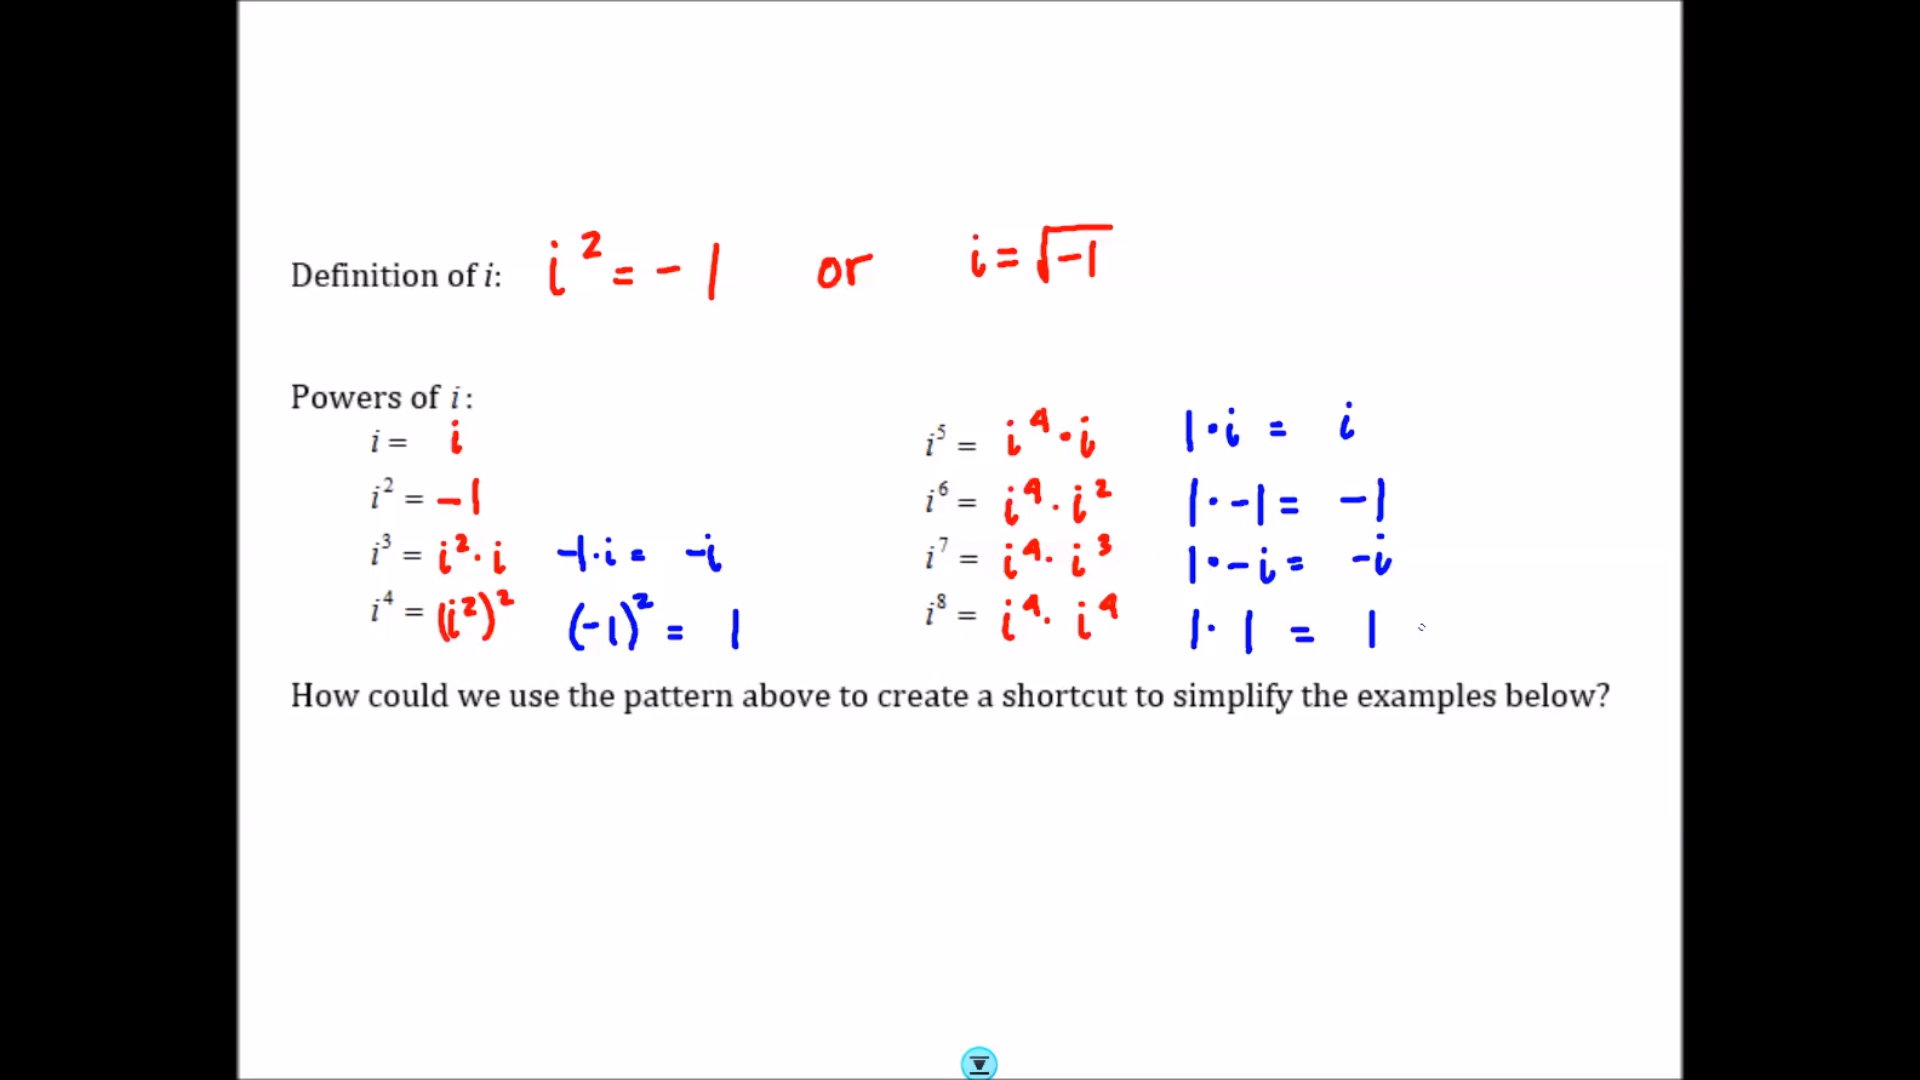 Definition of i: i² = -1 or i = √-1
Powers of i:
i = i
i² = -1
i³ = i² · i -1 · i = -i
i⁴ = (i²)² (-1)² = 1
i⁵ = i⁴ · i 1 · i = i
i⁶ = i⁴ · i² 1 · -1 = -1
i⁷ = i⁴ · i³ 1 · -i = -i
i⁸ = i⁴ · i⁴ 1 · 1 = 1
How could we use the pattern above to create a shortcut to simplify the examples below?